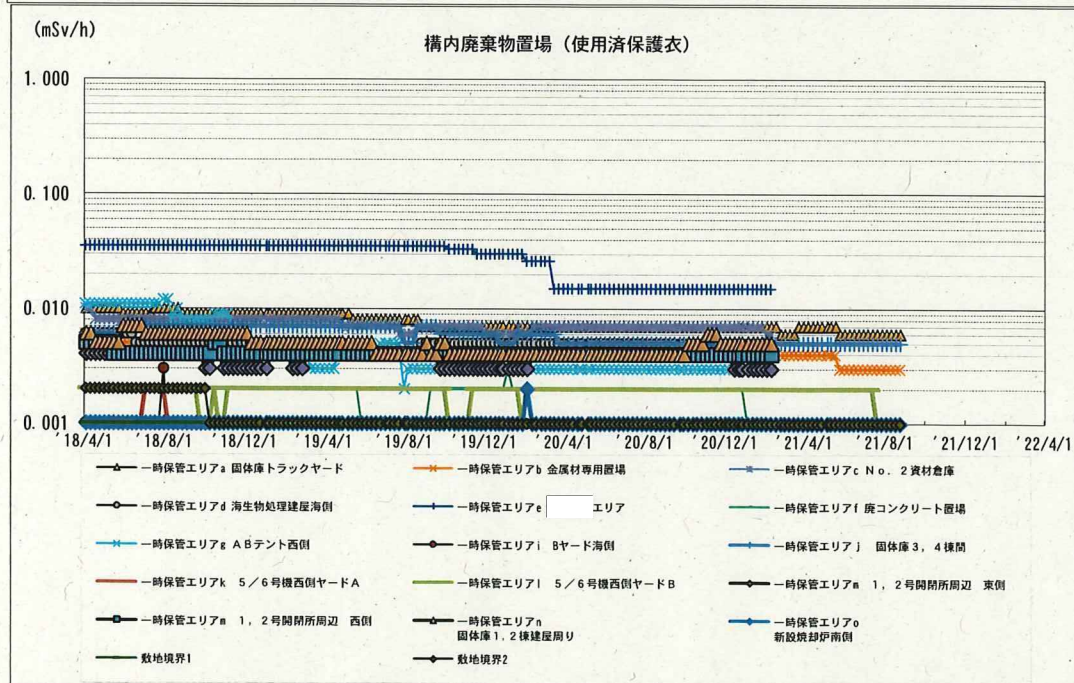 (mSv/h)
構内廃棄物置場（使用済保護衣）
1.000
0.100
0.010
0.001
'18/4/1 '18/8/1 '18/12/1 '19/4/1 '19/8/1 '19/12/1 '20/4/1 '20/8/1 '20/12/1 '21/4/1 '21/8/1 '21/12/1 '22/4/1
一時保管エリアa 固体庫トラックヤード
一時保管エリアb 金属材専用置場
一時保管エリアc No.2資材倉庫
一時保管エリアd 海生物処理建屋海側
一時保管エリアe エリア
一時保管エリアf 廃コンクリート置場
一時保管エリアg ABテント西側
一時保管エリアi Bヤード海側
一時保管エリアj 固体庫3,4棟間
一時保管エリアk 5/6号機西側ヤードA
一時保管エリアl 5/6号機西側ヤードB
一時保管エリアm 1,2号開閉所周辺 東側
一時保管エリアm 1,2号開閉所周辺 西側
一時保管エリアn
固体庫1,2棟建屋周り
一時保管エリアo
新設焼却炉南側
敷地境界1
敷地境界2